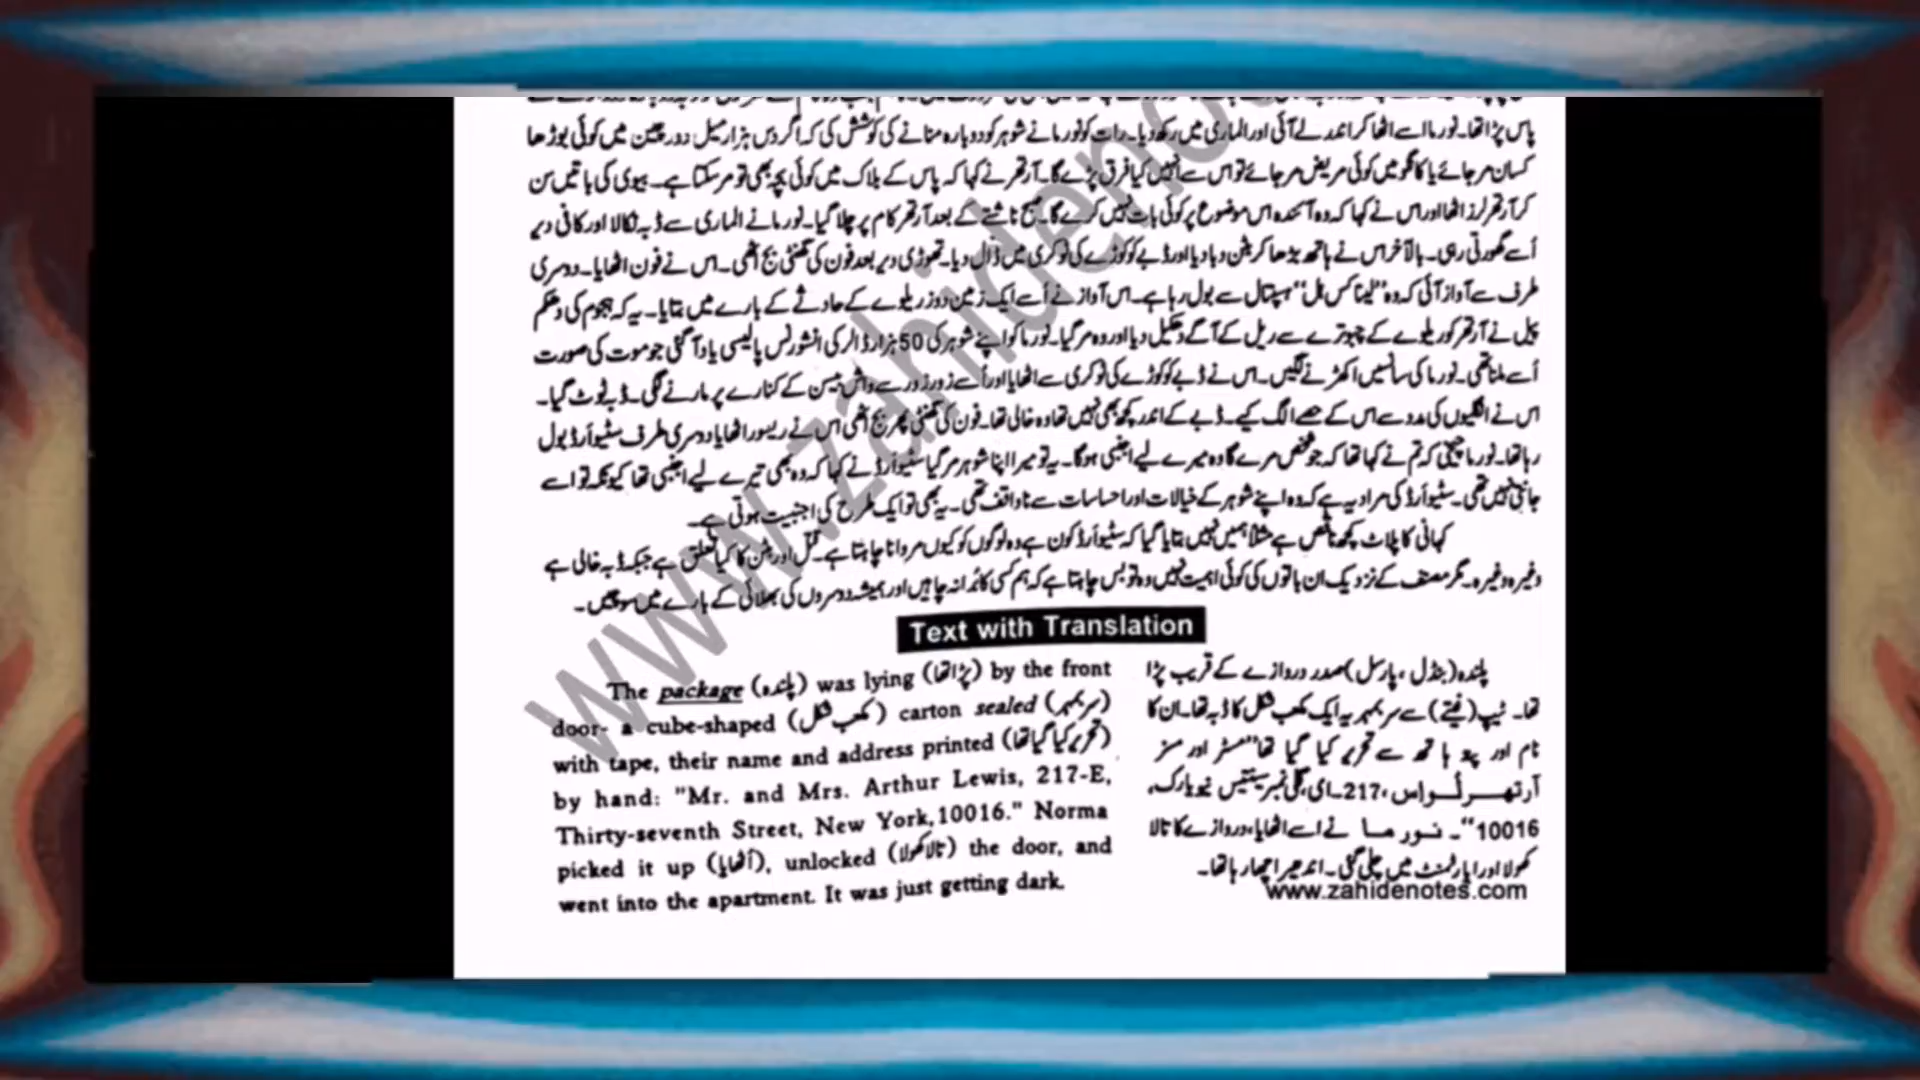 پاس پڑا تھا۔ نورما اسے اٹھا کر اندر لے آئی اور الماری میں رکھ دیا۔ رات کو نورما نے شوہر کو دوبارہ منانے کی کوشش کی کہ اگر دس ہزار میل دور چین میں کوئی بوڑھا
کسان مر جائے یا کانگو میں کوئی مریض مر جائے تو اس سے انہیں کیا فرق پڑے گا۔ آرتھر نے کہا کہ پاس کے بلاک میں کوئی بچہ بھی تو مر سکتا ہے۔ بیوی کی باتیں سن
کر آرتھر لرز اٹھا اور اس نے کہا کہ وہ آئندہ اس موضوع پر کوئی بات نہیں کرے گا۔ صبح ناشتے کے بعد آرتھر کام پر چلا گیا۔ نورما نے الماری سے ڈبہ نکالا اور کافی دیر
اُسے گھورتی رہی۔ بالآخر اس نے ہاتھ بڑھا کر بٹن دبا دیا اور ڈبے کو کوڑے کی ٹوکری میں ڈال دیا۔ تھوڑی دیر بعد فون کی گھنٹی بج اٹھی۔ اس نے فون اٹھایا۔ دوسری
طرف سے آواز آئی کہ وہ "لیناکس ہل" ہسپتال سے بول رہا ہے۔ اس آواز نے اُسے ایک زمین دوز ریلوے کے حادثے کے بارے میں بتایا۔ یہ کہ ہجوم کی دھکم
پیل نے آرتھر کو ریلوے کے چبوترے سے ریل کے آگے دھکیل دیا اور وہ مر گیا۔ نورما کو اپنے شوہر کی 50 ہزار ڈالر کی انشورنس پالیسی یاد آ گئی جو موت کی صورت
اُسے ملنا تھی۔ نورما کی سانسیں اکھڑنے لگیں۔ اس نے ڈبے کو کوڑے کی ٹوکری سے اٹھایا اور اُسے زور زور سے واش بیسن کے کنارے پر مارنے لگی۔ ڈبہ ٹوٹ گیا۔
اس نے انگلیوں کی مدد سے اس کے حصے الگ کیے۔ ڈبے کے اندر کچھ بھی نہیں تھا وہ خالی تھا۔ فون کی گھنٹی پھر بج اٹھی اس نے ریسور اٹھایا دوسری طرف سٹیوارڈ بول
رہا تھا۔ نورما چیخی کہ تم نے کہا تھا کہ جو شخص مرے گا وہ میرے لیے اجنبی ہوگا۔ یہ تو میرا اپنا شوہر مر گیا سٹیوارڈ نے کہا کہ وہ بھی تیرے لیے اجنبی تھا کیونکہ تو اسے
جانتی نہیں تھی۔ سٹیوارڈ کی مراد یہ ہے کہ وہ اپنے شوہر کے خیالات اور احساسات سے ناواقف تھی۔ یہ بھی تو ایک طرح کی اجنبیت ہوتی ہے۔
کہانی کا پلاٹ کچھ ناقص ہے مثلاً ہمیں نہیں بتایا گیا کہ سٹیوارڈ کون ہے وہ لوگوں کو کیوں مروانا چاہتا ہے۔ قتل اور بٹن کا کیا تعلق ہے جبکہ ڈبہ خالی ہے
وغیرہ وغیرہ۔ مگر مصنف کے نزدیک ان باتوں کی کوئی اہمیت نہیں وہ تو بس چاہتا ہے کہ ہم کسی کا بُرا نہ چاہیں اور ہمیشہ دوسروں کی بھلائی کے بارے میں سوچیں۔
Text with Translation
The package (پلندہ) was lying (پڑا تھا) by the front
door- a cube-shaped (مکعب شکل) carton sealed (سربمہر)
with tape, their name and address printed (تحریر کیا گیا تھا)
by hand: "Mr. and Mrs. Arthur Lewis, 217-E,
Thirty-seventh Street, New York,10016." Norma
picked it up (اُٹھایا), unlocked (تالا کھولا) the door, and
went into the apartment. It was just getting dark.
پلندہ (بنڈل، پارسل) صدر دروازے کے قریب پڑا
تھا۔ ٹیپ (فیتے) سے سربمہر یہ ایک مکعب شکل کا ڈبہ تھا۔ ان کا
نام اور پتہ ہاتھ سے تحریر کیا گیا تھا "مسٹر اور مسز
آرتھر لُواِس، 217۔ای، گلی نمبر سینتیس نیویارک،
10016"۔ نورما نے اسے اٹھایا، دروازے کا تالا
کھولا اور اپارٹمنٹ میں چلی گئی۔ اندھیرا چھا رہا تھا۔
www.zahidenotes.com
www.zahideno